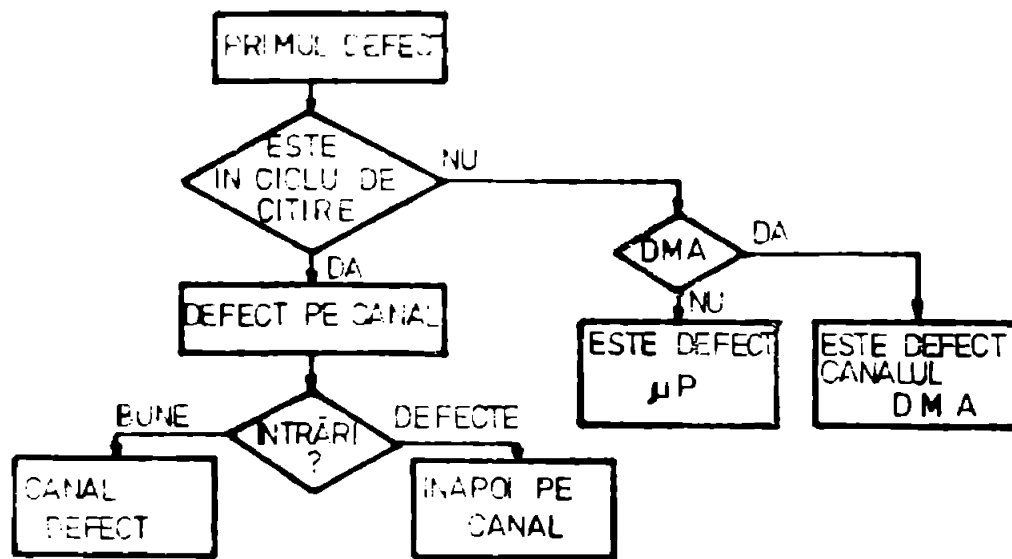 PRIMUL DEFECT
ESTE
IN CICLU DE
CITIRE
NU
DA
DMA
DA
NU
DEFECT PE CANAL
ESTE DEFECT
μP
ESTE DEFECT
CANALUL
DMA
BUNE
INTRĂRI
?
DEFECTE
CANAL
DEFECT
INAPOI PE
CANAL